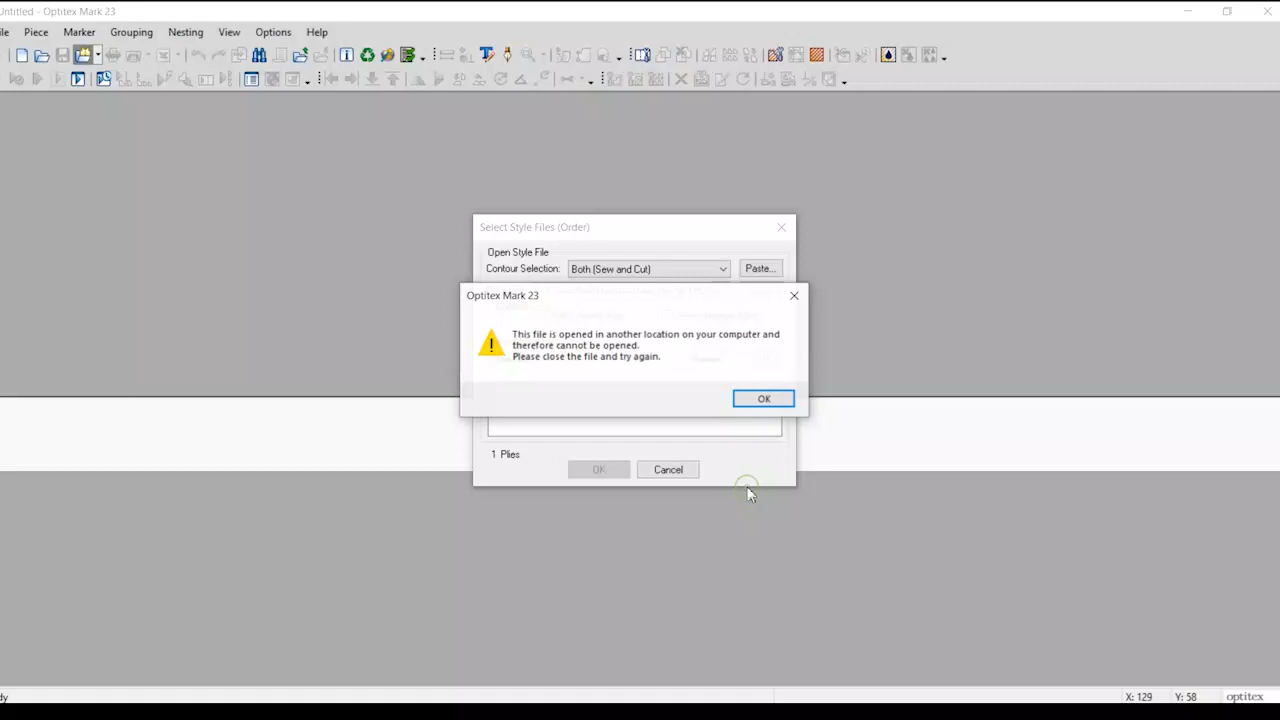 Untitled - Optitex Mark 23
ile Piece Marker Grouping Nesting View Options Help
Select Style Files (Order)
Open Style File
Contour Selection: Both (Sew and Cut) Paste...
Optitex Mark 23
This file is opened in another location on your computer and
therefore cannot be opened.
Please close the file and try again.
OK
1 Plies
OK Cancel
dy X: 129 Y: 58 optitex